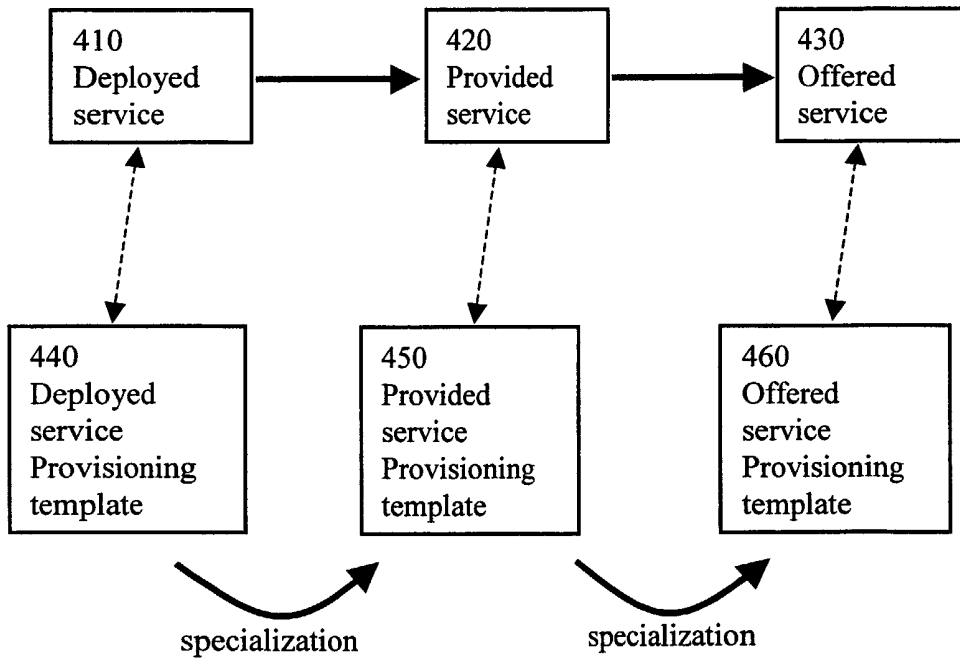 410
Deployed
service
420
Provided
service
430
Offered
service
440
Deployed
service
Provisioning
template
450
Provided
service
Provisioning
template
460
Offered
service
Provisioning
template
specialization
specialization